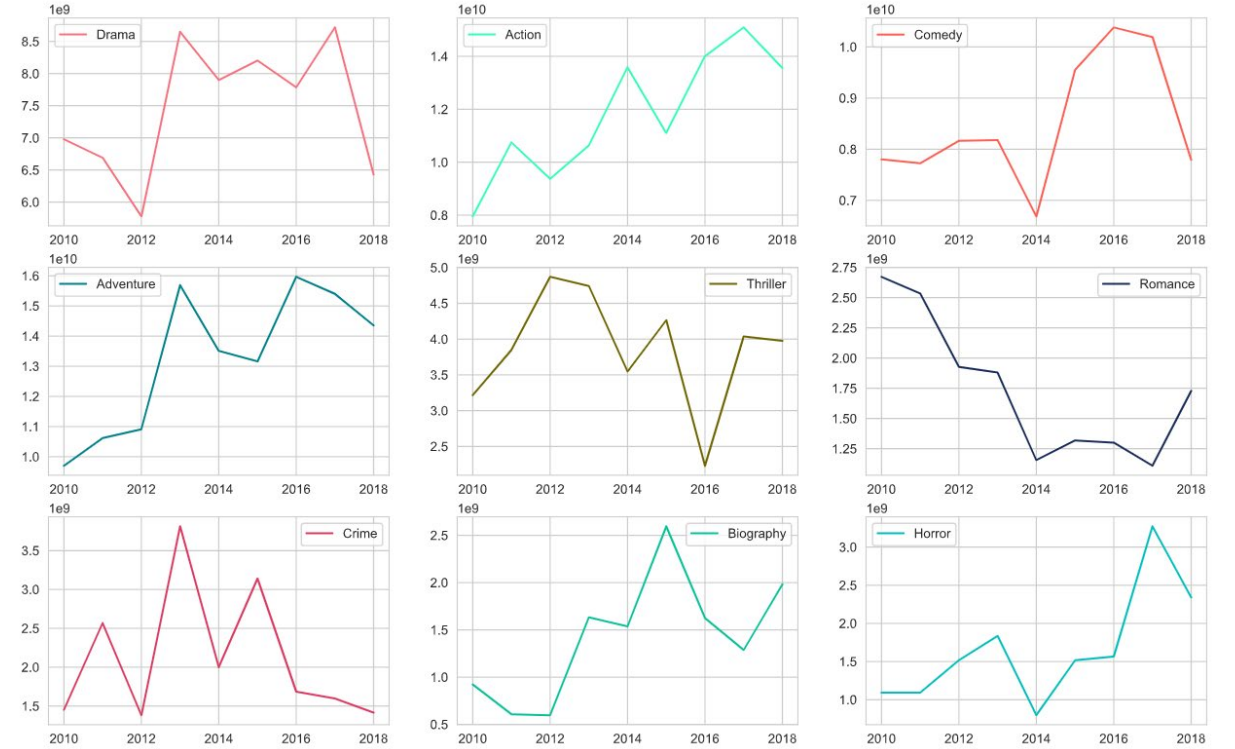 1e9
Drama
8.5
8.0
7.5
7.0
6.5
6.0
2010 2012 2014 2016 2018
1e10
Action
1.4
1.2
1.0
0.8
2010 2012 2014 2016 2018
1e10
Comedy
1.0
0.9
0.8
0.7
2010 2012 2014 2016 2018
1e10
Adventure
1.6
1.5
1.4
1.3
1.2
1.1
1.0
2010 2012 2014 2016 2018
1e9
5.0
Thriller
4.5
4.0
3.5
3.0
2.5
2010 2012 2014 2016 2018
1e9
2.75
Romance
2.50
2.25
2.00
1.75
1.50
1.25
2010 2012 2014 2016 2018
1e9
Crime
3.5
3.0
2.5
2.0
1.5
2010 2012 2014 2016 2018
1e9
Biography
2.5
2.0
1.5
1.0
0.5
2010 2012 2014 2016 2018
1e9
Horror
3.0
2.5
2.0
1.5
1.0
2010 2012 2014 2016 2018